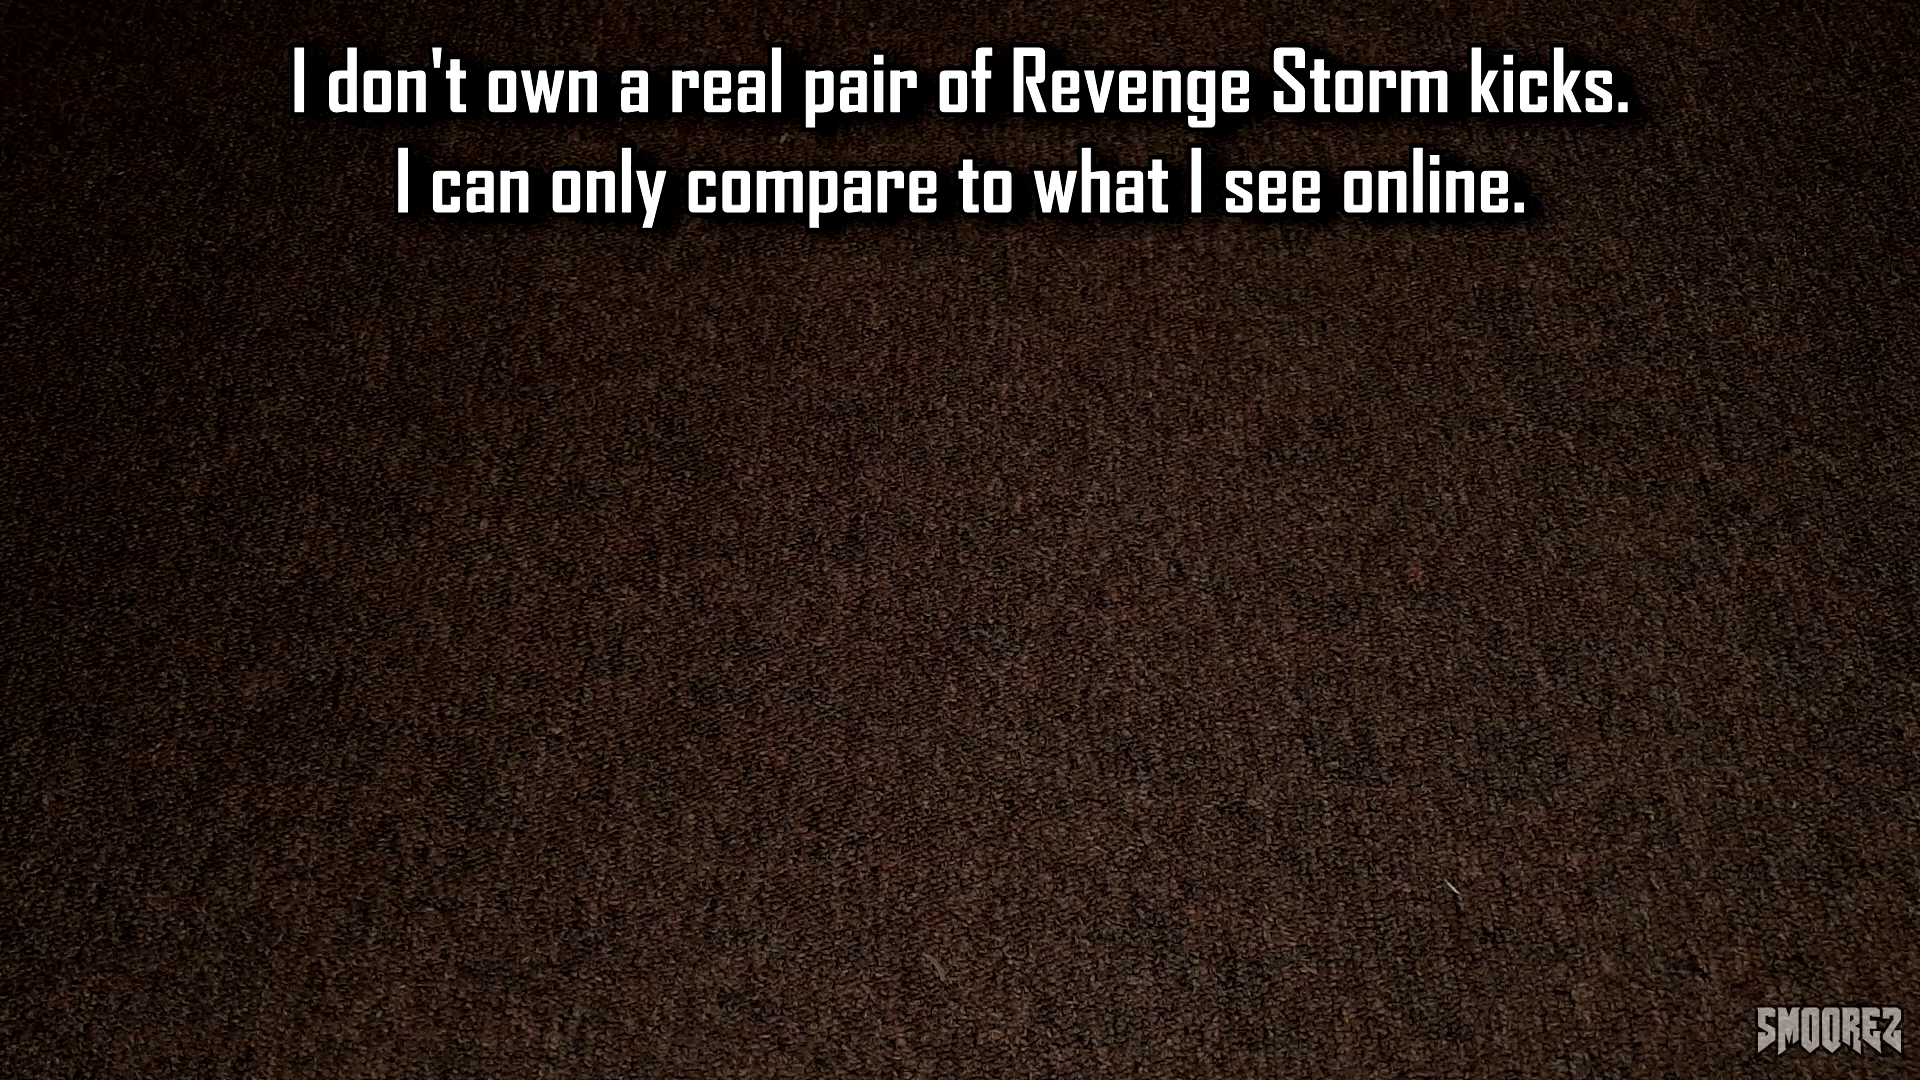 I don't own a real pair of Revenge Storm kicks.
I can only compare to what I see online.
SMOOREZ